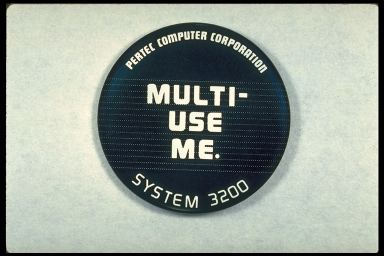 PERTEC COMPUTER CORPORATION
MULTI-
USE
ME.
SYSTEM 3200